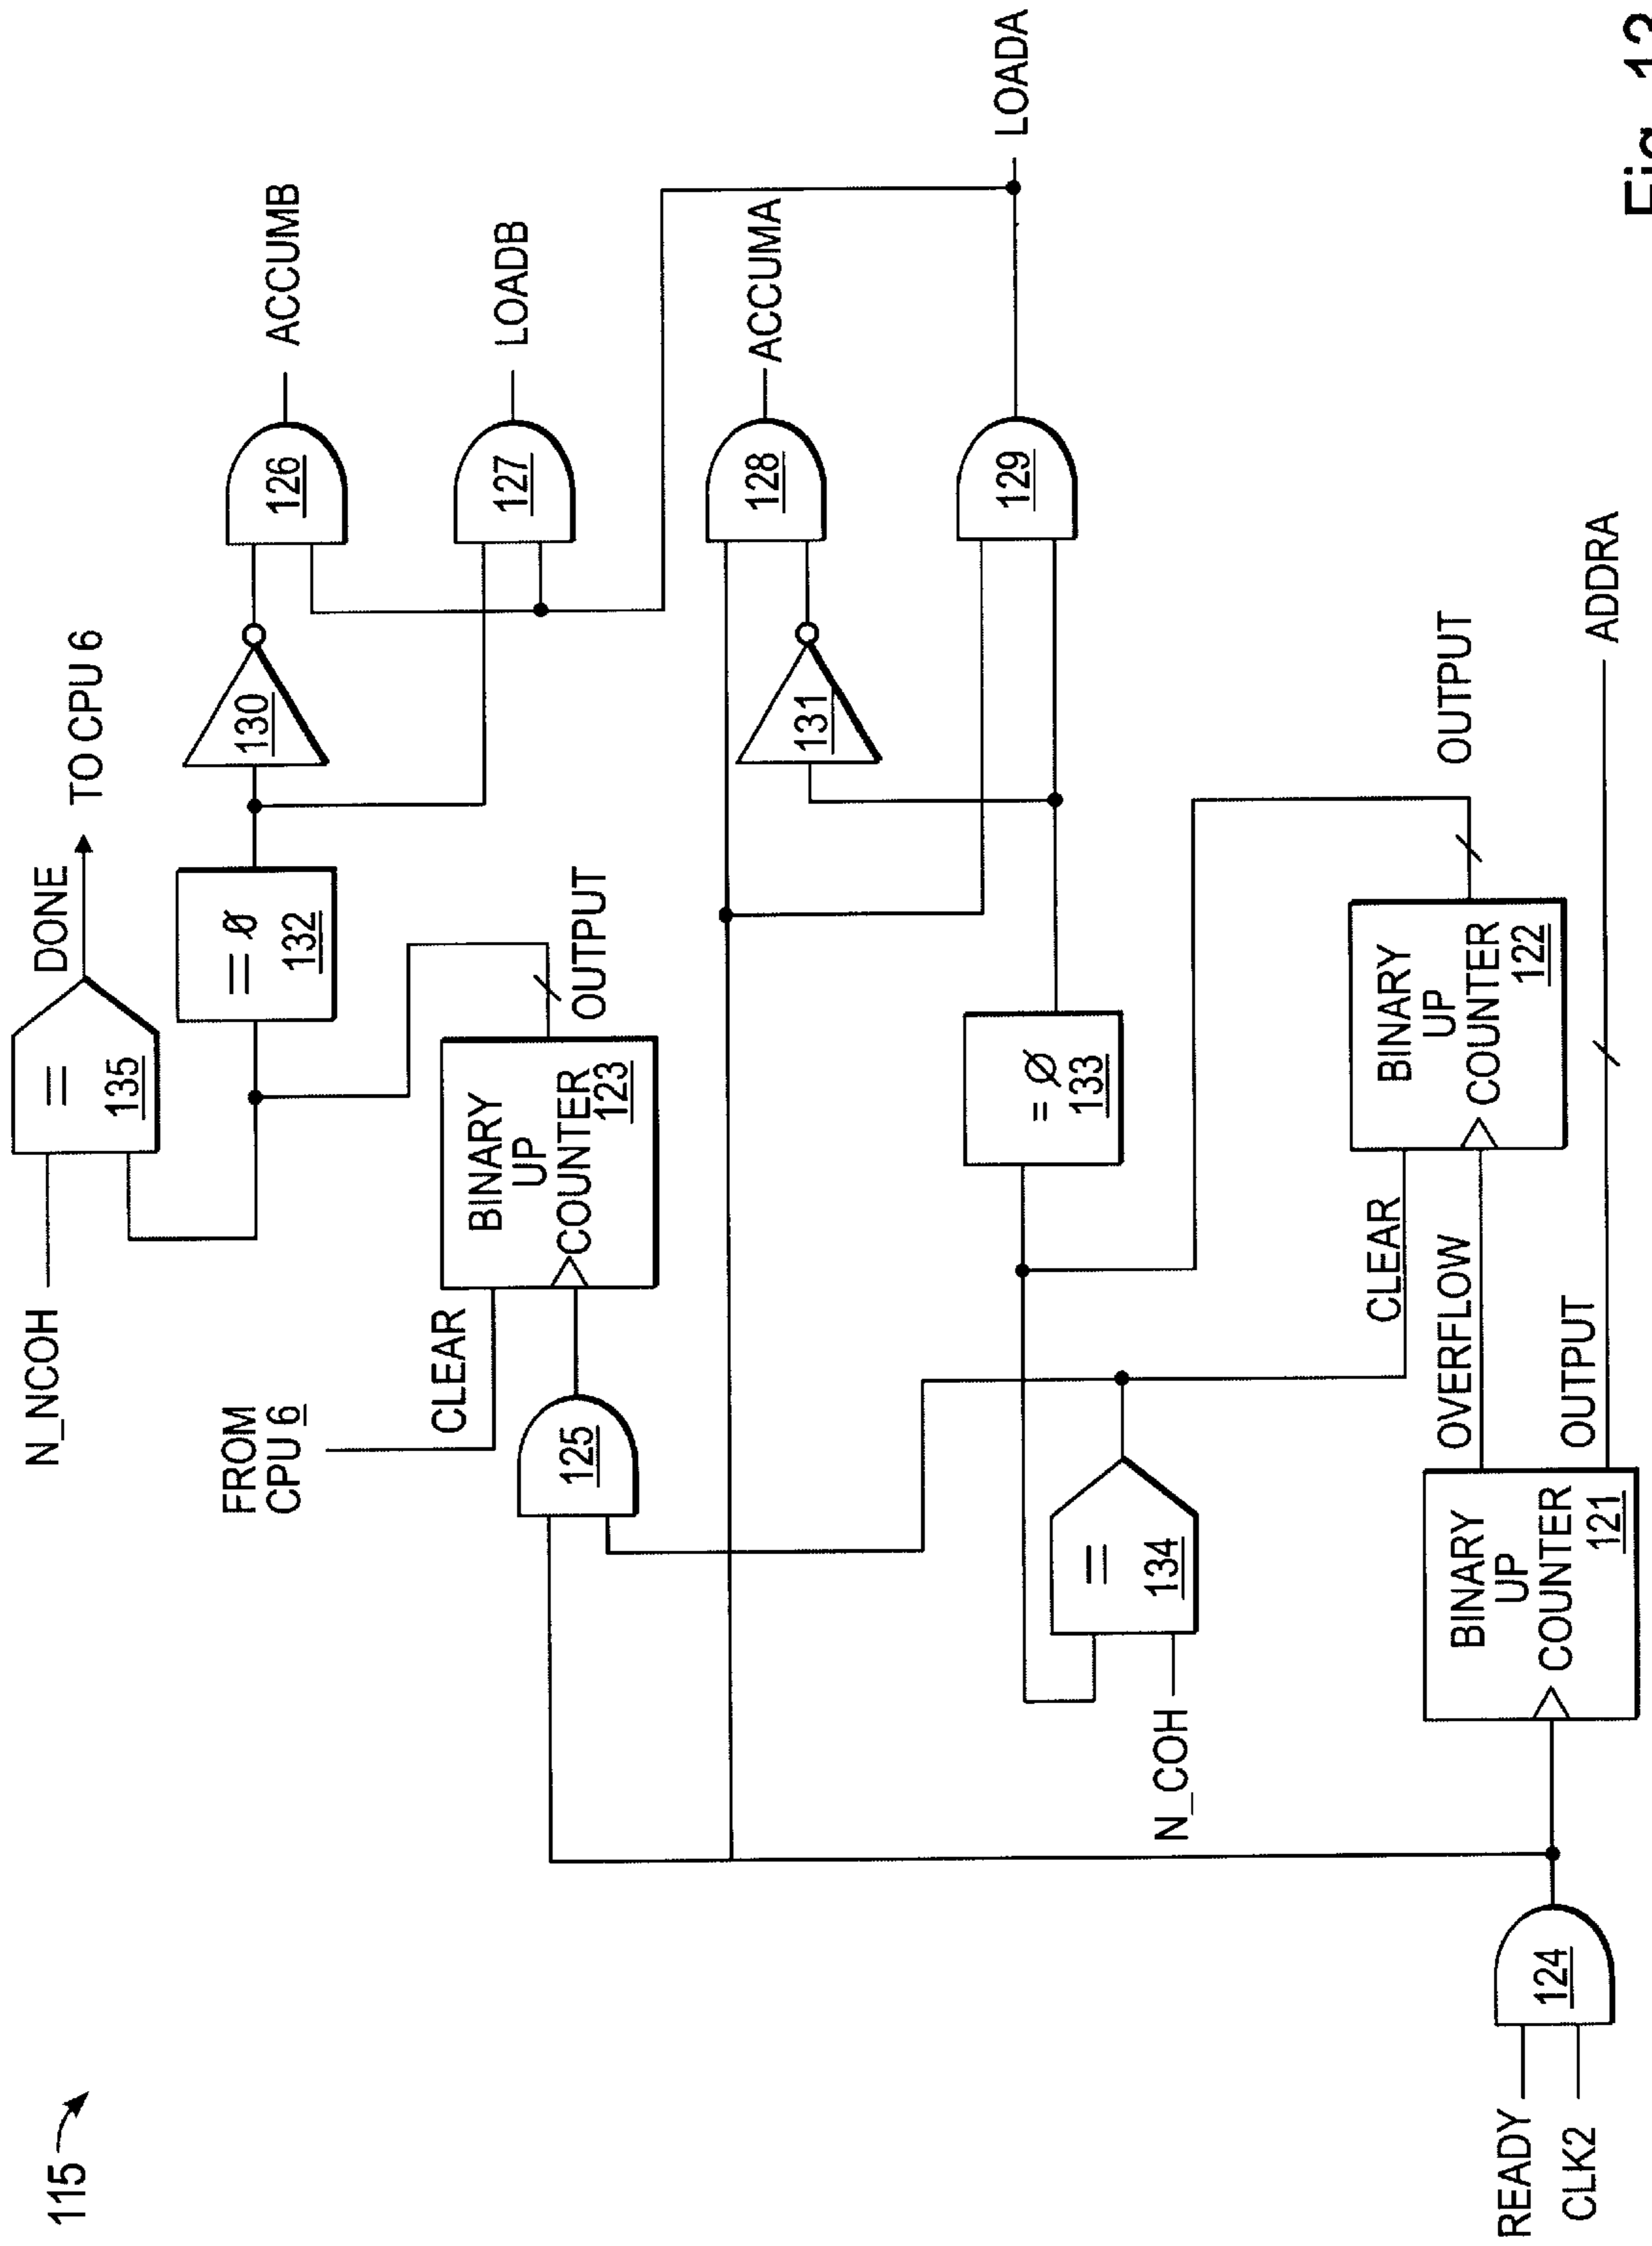 115
N_NCOH
=
135
DONE
TO CPU 6
= Ø
132
130
126
ACCUMB
FROM
CPU 6
CLEAR
BINARY
UP
COUNTER
123
OUTPUT
127
LOADB
125
131
128
ACCUMA
= Ø
133
129
LOADA
=
134
N_COH
CLEAR
OVERFLOW
BINARY
UP
COUNTER
122
OUTPUT
READY
CLK2
124
BINARY
UP
COUNTER
121
OUTPUT
ADDRA